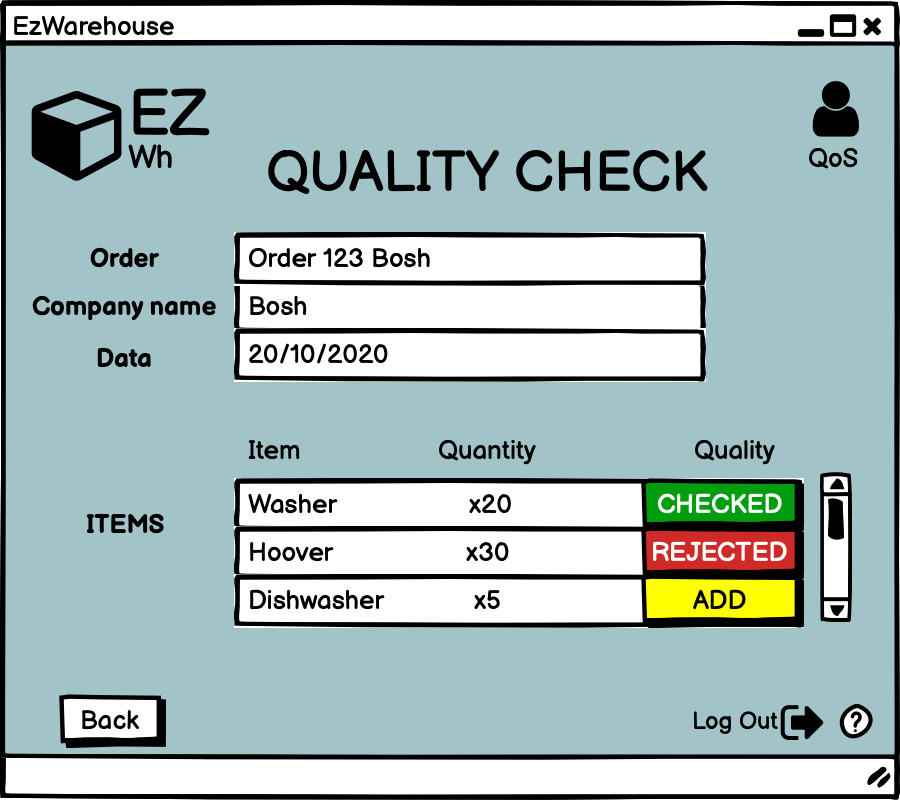 EzWarehouse
EZ
Wh
QoS
QUALITY CHECK
Order Order 123 Bosh
Company name Bosh
Data 20/10/2020
Item Quantity Quality
ITEMS
Washer x20 CHECKED
Hoover x30 REJECTED
Dishwasher x5 ADD
Back
Log Out ?